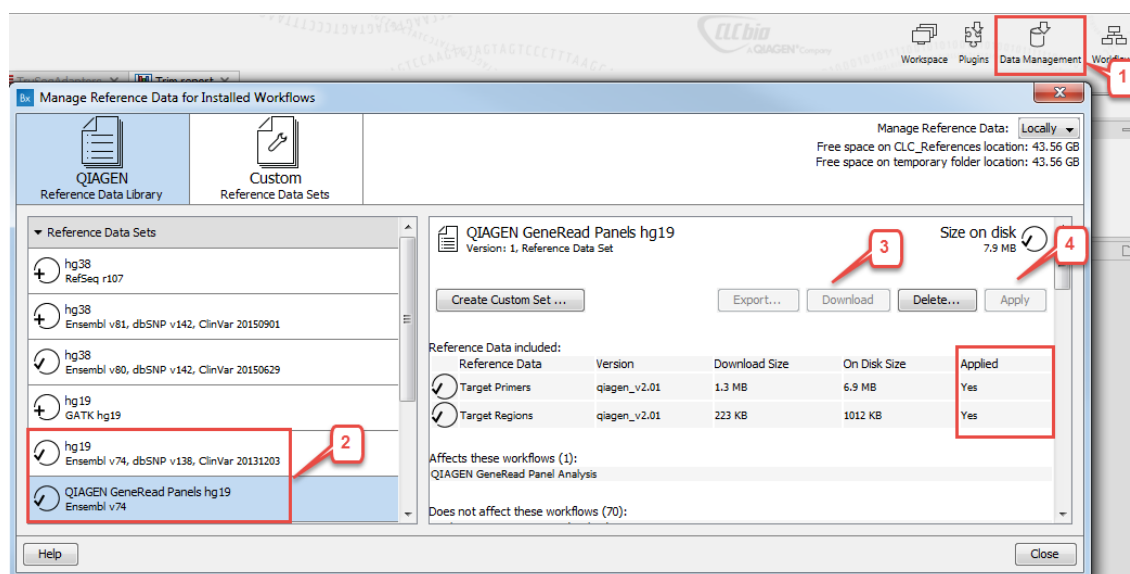 CLC bio
A QIAGEN Company
Workspace Plugins Data Management
1
Trim report
Manage Reference Data for Installed Workflows
QIAGEN
Reference Data Library
Custom
Reference Data Sets
Manage Reference Data: Locally
Free space on CLC_References location: 43.56 GB
Free space on temporary folder location: 43.56 GB
Reference Data Sets
hg38
RefSeq r107
hg38
Ensembl v81, dbSNP v142, ClinVar 20150901
hg38
Ensembl v80, dbSNP v142, ClinVar 20150629
hg19
GATK hg19
hg19
Ensembl v74, dbSNP v138, ClinVar 20131203
2
QIAGEN GeneRead Panels hg19
Ensembl v74
QIAGEN GeneRead Panels hg19
Version: 1, Reference Data Set
Size on disk
7.9 MB
3
4
Create Custom Set ... Export... Download Delete... Apply
Reference Data included:
Reference Data Version Download Size On Disk Size Applied
Target Primers qiagen_v2.01 1.3 MB 6.9 MB Yes
Target Regions qiagen_v2.01 223 KB 1012 KB Yes
Affects these workflows (1):
QIAGEN GeneRead Panel Analysis
Does not affect these workflows (70):
Help
Close